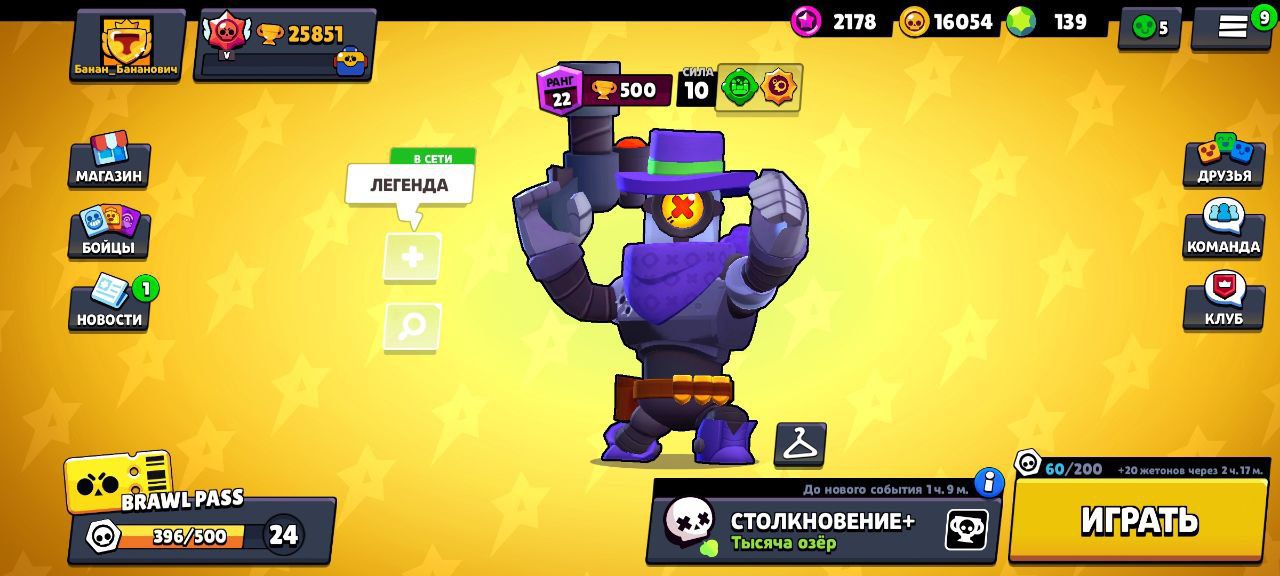 Банан_Бананович
25851
V
2178
16054
139
5
9
РАНГ
22
500
СИЛА
10
МАГАЗИН
БОЙЦЫ
НОВОСТИ
1
В СЕТИ
ЛЕГЕНДА
ДРУЗЬЯ
КОМАНДА
КЛУБ
BRAWL PASS
396/500
24
До нового события 1 ч. 9 м.
i
СТОЛКНОВЕНИЕ+
Тысяча озёр
60/200
+20 жетонов через 2 ч. 17 м.
ИГРАТЬ